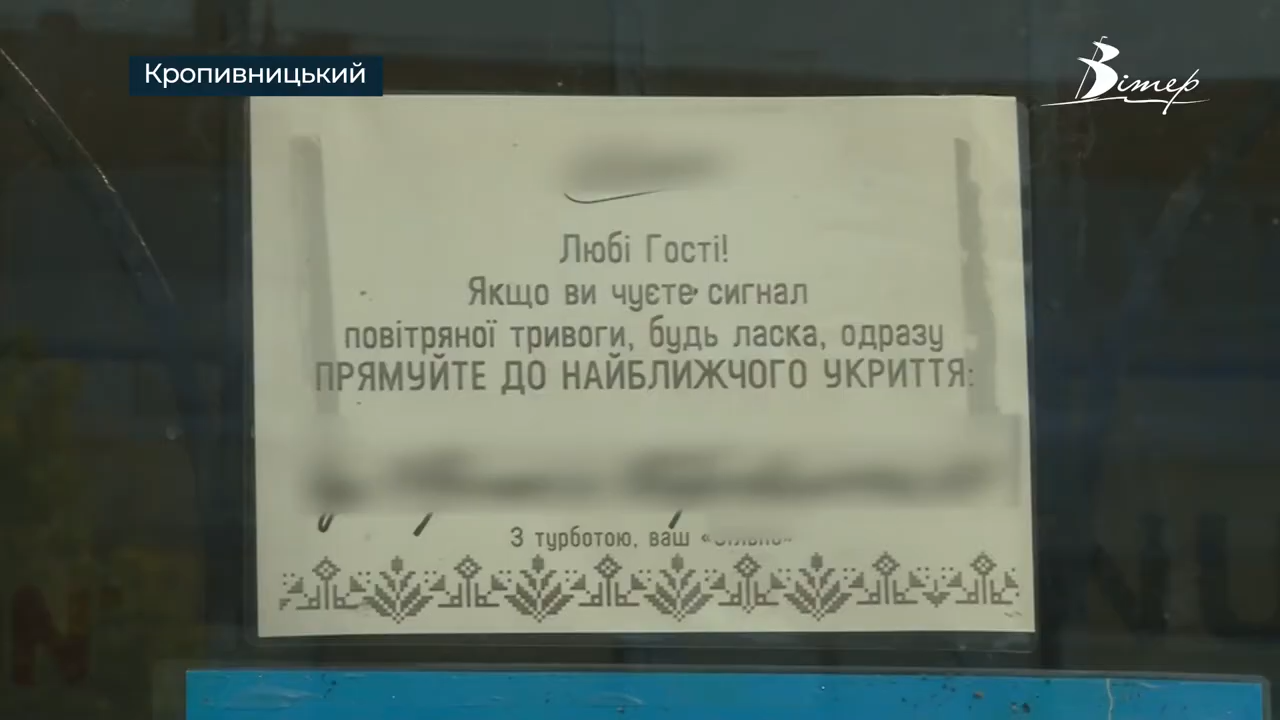 Кропивницький
Вітер
Любі Гості!
Якщо ви чуєте сигнал
повітряної тривоги, будь ласка, одразу
ПРЯМУЙТЕ ДО НАЙБЛИЖЧОГО УКРИТТЯ:
З турботою, ваш